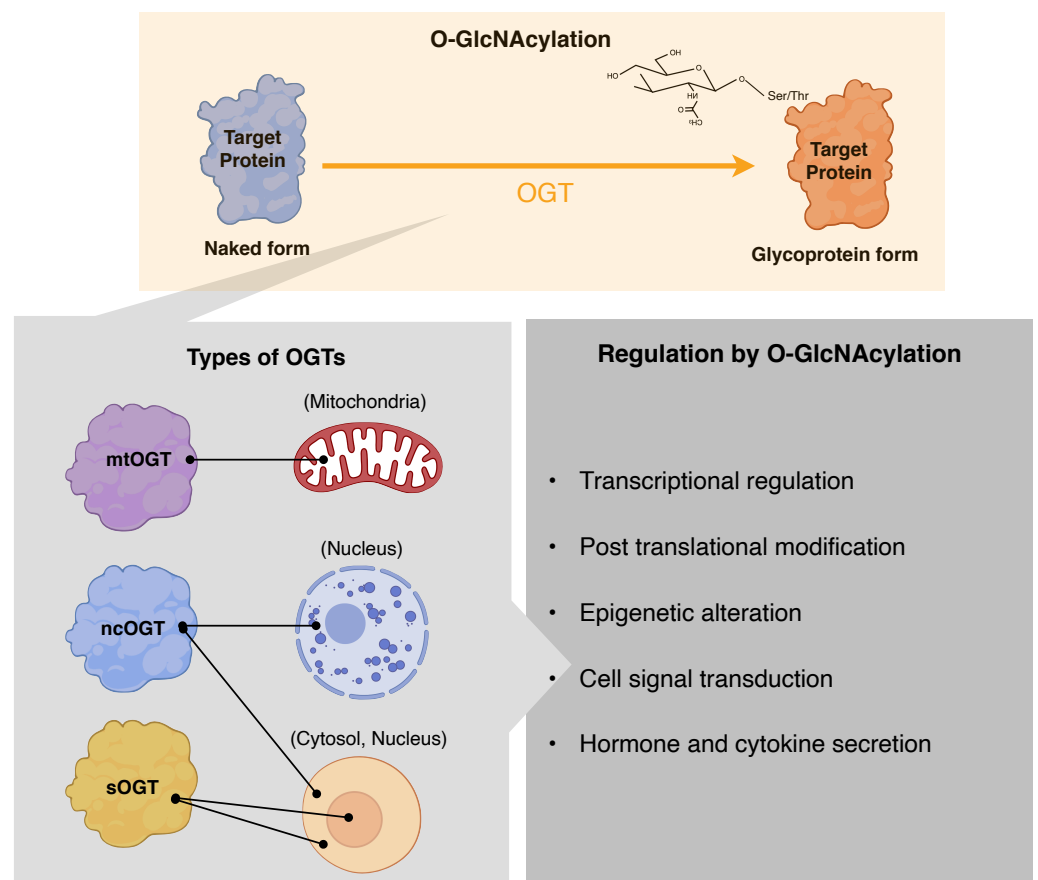 O-GlcNAcylation
OH
HO
O
O
HN
O
Ser/Thr
Target
Protein
Target
Protein
OGT
Naked form
Glycoprotein form
Types of OGTs
(Mitochondria)
mtOGT
(Nucleus)
ncOGT
(Cytosol, Nucleus)
sOGT
Regulation by O-GlcNAcylation
• Transcriptional regulation
• Post translational modification
• Epigenetic alteration
• Cell signal transduction
• Hormone and cytokine secretion